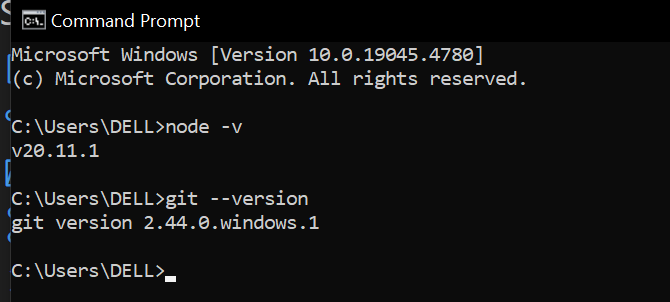 Command Prompt
Microsoft Windows [Version 10.0.19045.4780]
(c) Microsoft Corporation. All rights reserved.
C:\Users\DELL>node -v
v20.11.1
C:\Users\DELL>git --version
git version 2.44.0.windows.1
C:\Users\DELL>